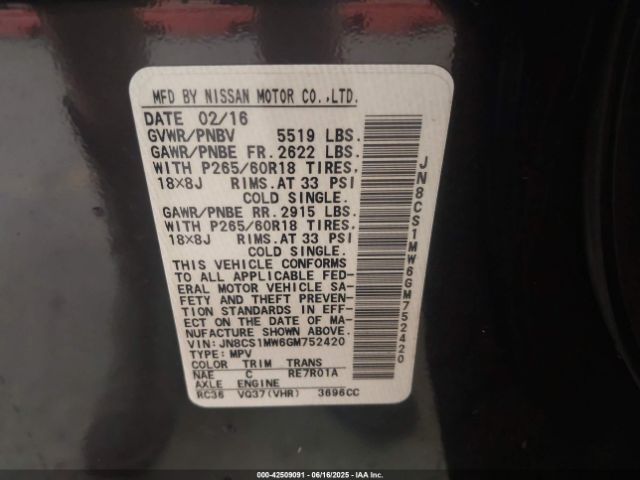 MFD BY NISSAN MOTOR CO.,LTD.
DATE 02/16
GVWR/PNBV 5519 LBS.
GAWR/PNBE FR. 2622 LBS.
WITH P265/60R18 TIRES,
18X8J RIMS.AT 33 PSI
COLD SINGLE.
GAWR/PNBE RR. 2915 LBS.
WITH P265/60R18 TIRES,
18X8J RIMS.AT 33 PSI
COLD SINGLE.
THIS VEHICLE CONFORMS
TO ALL APPLICABLE FED-
ERAL MOTOR VEHICLE SA-
FETY AND THEFT PREVEN-
TION STANDARDS IN EFF-
ECT ON THE DATE OF MA-
NUFACTURE SHOWN ABOVE.
VIN: JN8CS1MW6GM752420
TYPE: MPV
COLOR TRIM TRANS
NAE C RE7R01A
AXLE ENGINE
RC36 VQ37(VHR) 3696CC
JN8CS1MW6GM752420
000-42509091 - 06/16/2025 - IAA Inc.